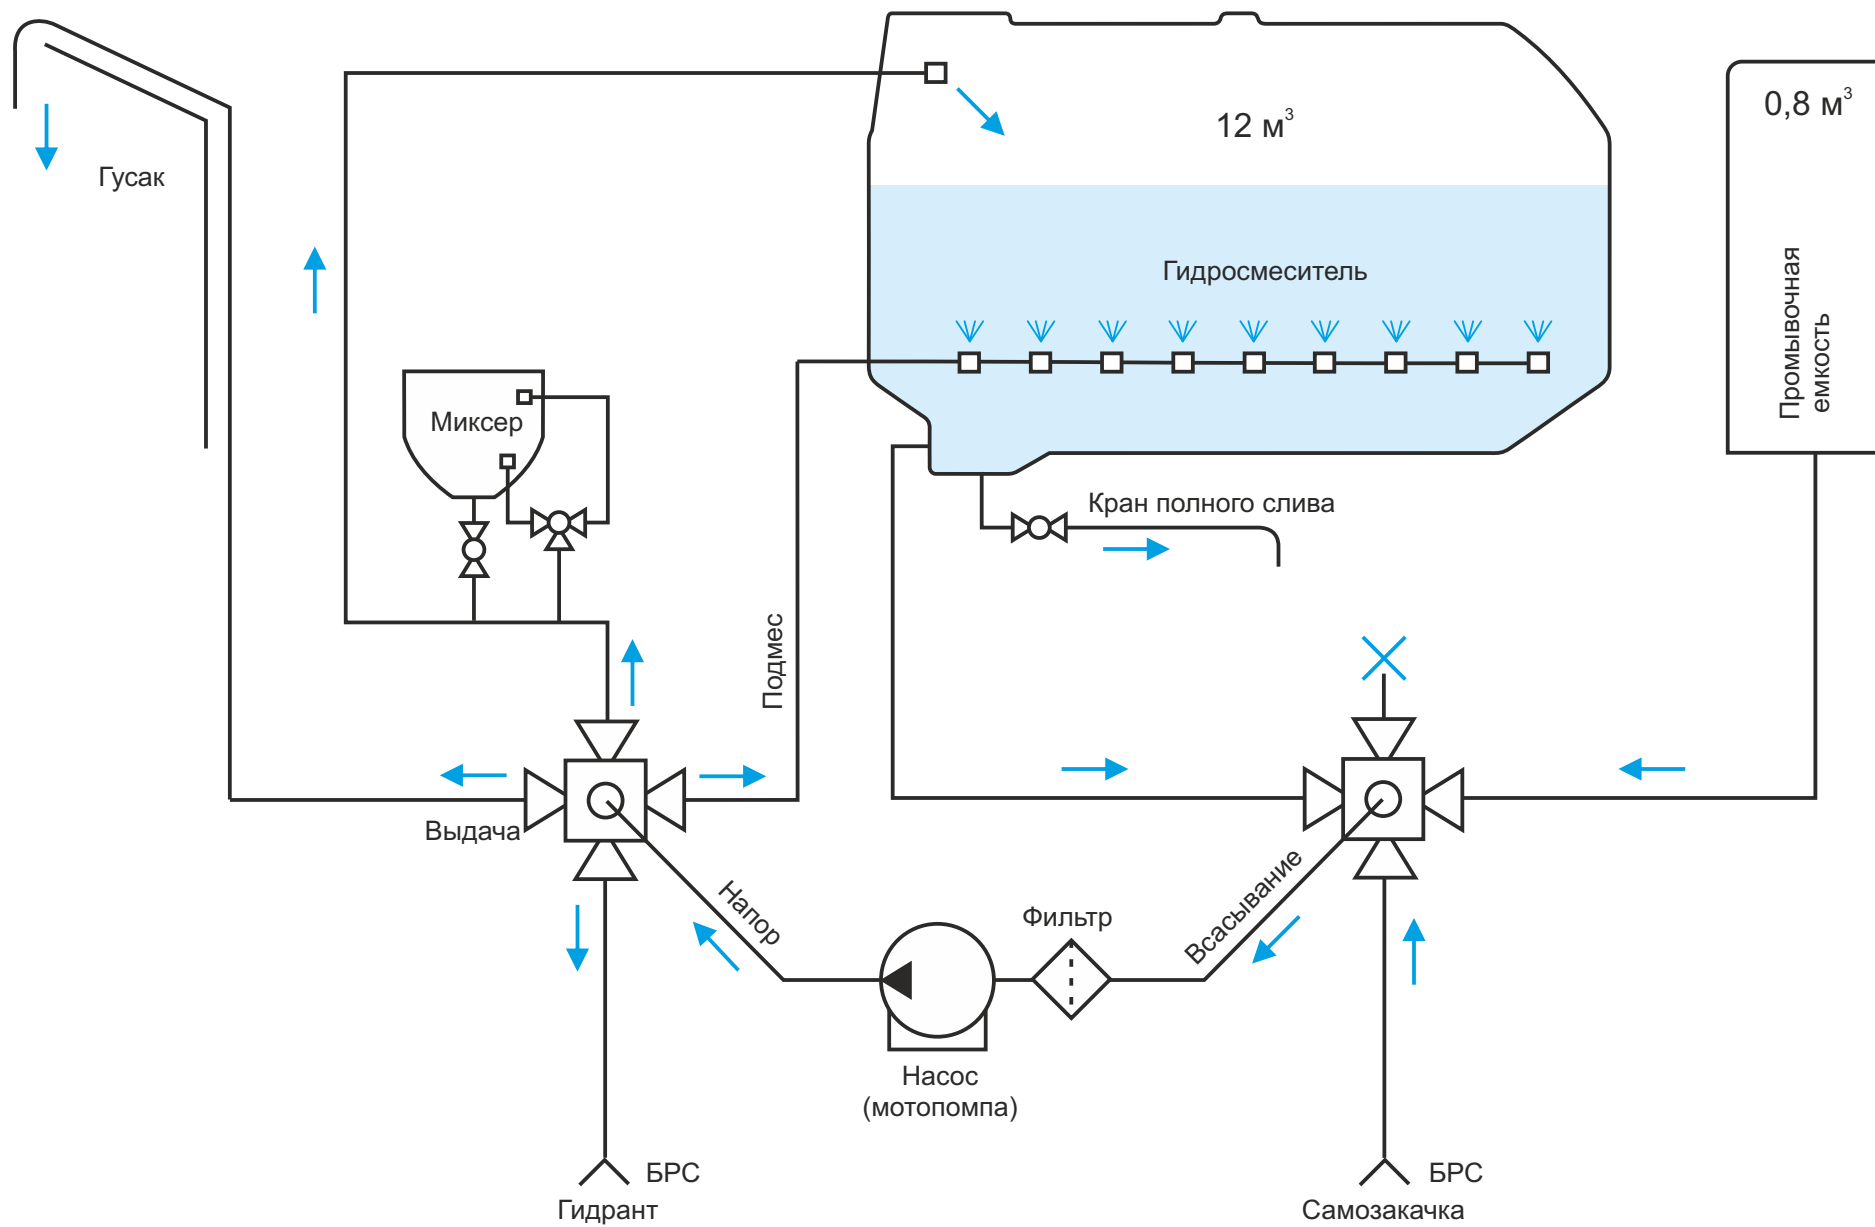 12 м³
0,8 м³
Гусак
Гидросмеситель
Промывочная
емкость
Миксер
Кран полного слива
Подмес
Выдача
Напор
Фильтр
Всасывание
Насос
(мотопомпа)
БРС
Гидрант
БРС
Самозакачка